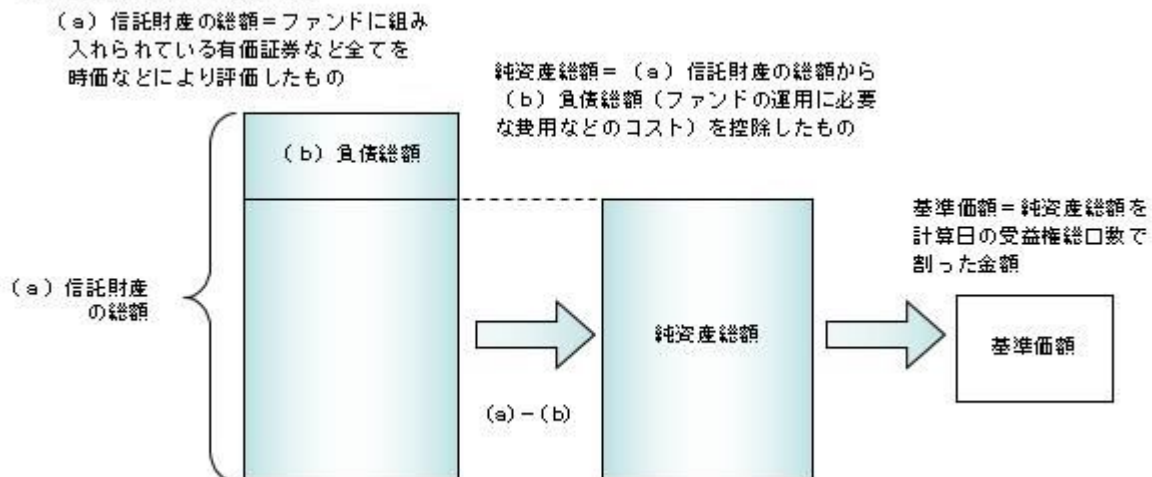 (a)信託財産の総額=ファンドに組み
入れられている有価証券など全てを
時価などにより評価したもの
純資産総額=(a)信託財産の総額から
(b)負債総額(ファンドの運用に必要
な費用などのコスト)を控除したもの
(b)負債総額
基準価額=純資産総額を
計算日の受益権総口数で
割った金額
(a)信託財産
の総額
純資産総額
基準価額
(a)-(b)